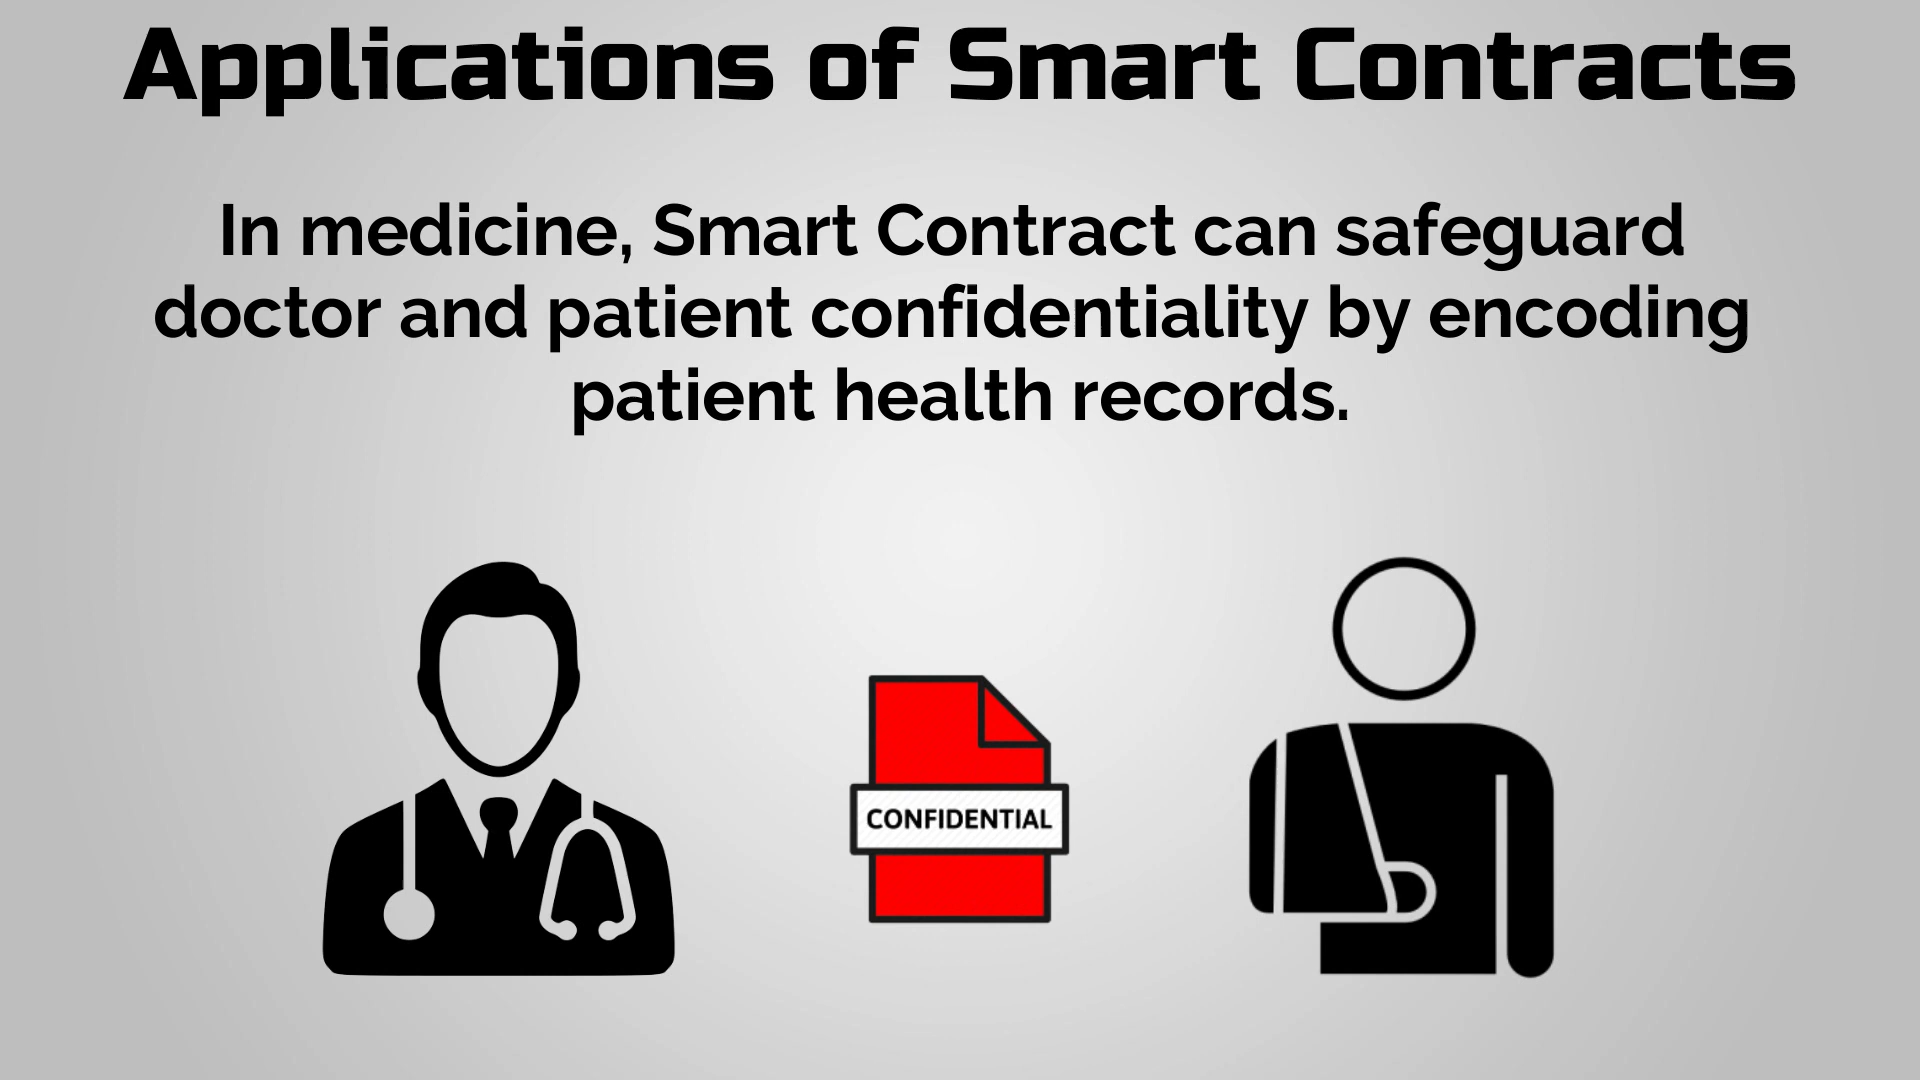 Applications of Smart Contracts
In medicine, Smart Contract can safeguard
doctor and patient confidentiality by encoding
patient health records.
CONFIDENTIAL